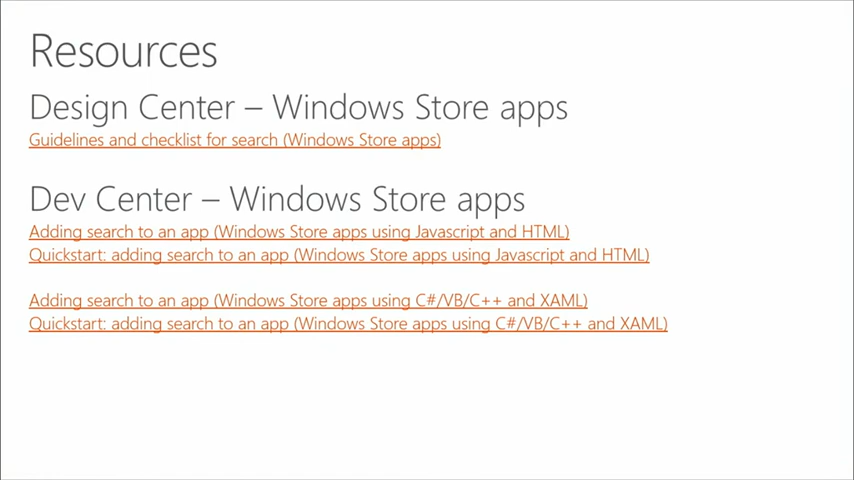 Resources
Design Center – Windows Store apps
Guidelines and checklist for search (Windows Store apps)
Dev Center – Windows Store apps
Adding search to an app (Windows Store apps using Javascript and HTML)
Quickstart: adding search to an app (Windows Store apps using Javascript and HTML)
Adding search to an app (Windows Store apps using C#/VB/C++ and XAML)
Quickstart: adding search to an app (Windows Store apps using C#/VB/C++ and XAML)